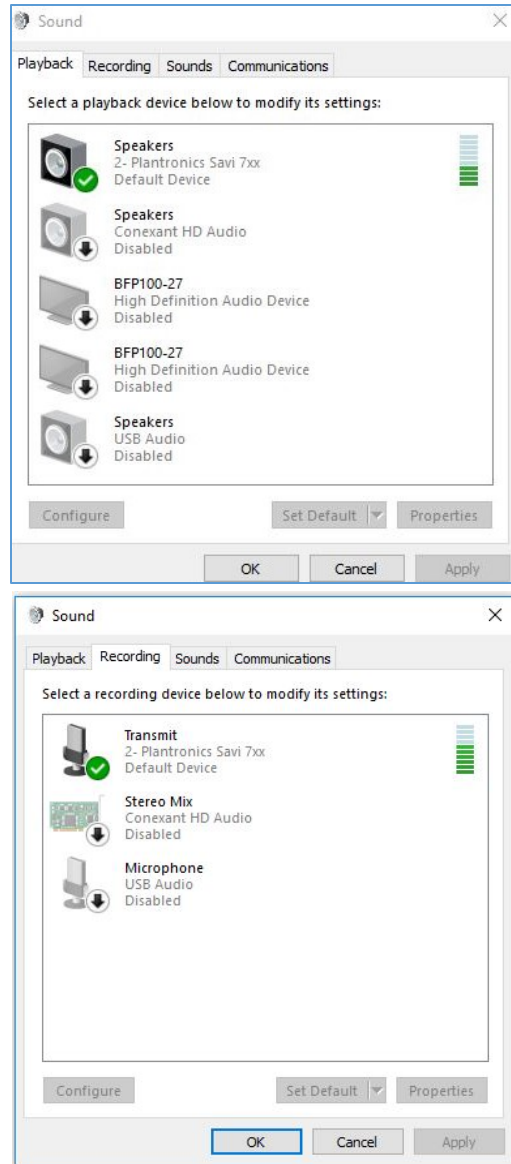 Sound
Playback Recording Sounds Communications
Select a playback device below to modify its settings:
Speakers
2- Plantronics Savi 7xx
Default Device
Speakers
Conexant HD Audio
Disabled
BFP100-27
High Definition Audio Device
Disabled
BFP100-27
High Definition Audio Device
Disabled
Speakers
USB Audio
Disabled
Configure Set Default Properties
OK Cancel Apply
Sound
Playback Recording Sounds Communications
Select a recording device below to modify its settings:
Transmit
2- Plantronics Savi 7xx
Default Device
Stereo Mix
Conexant HD Audio
Disabled
Microphone
USB Audio
Disabled
Configure Set Default Properties
OK Cancel Apply